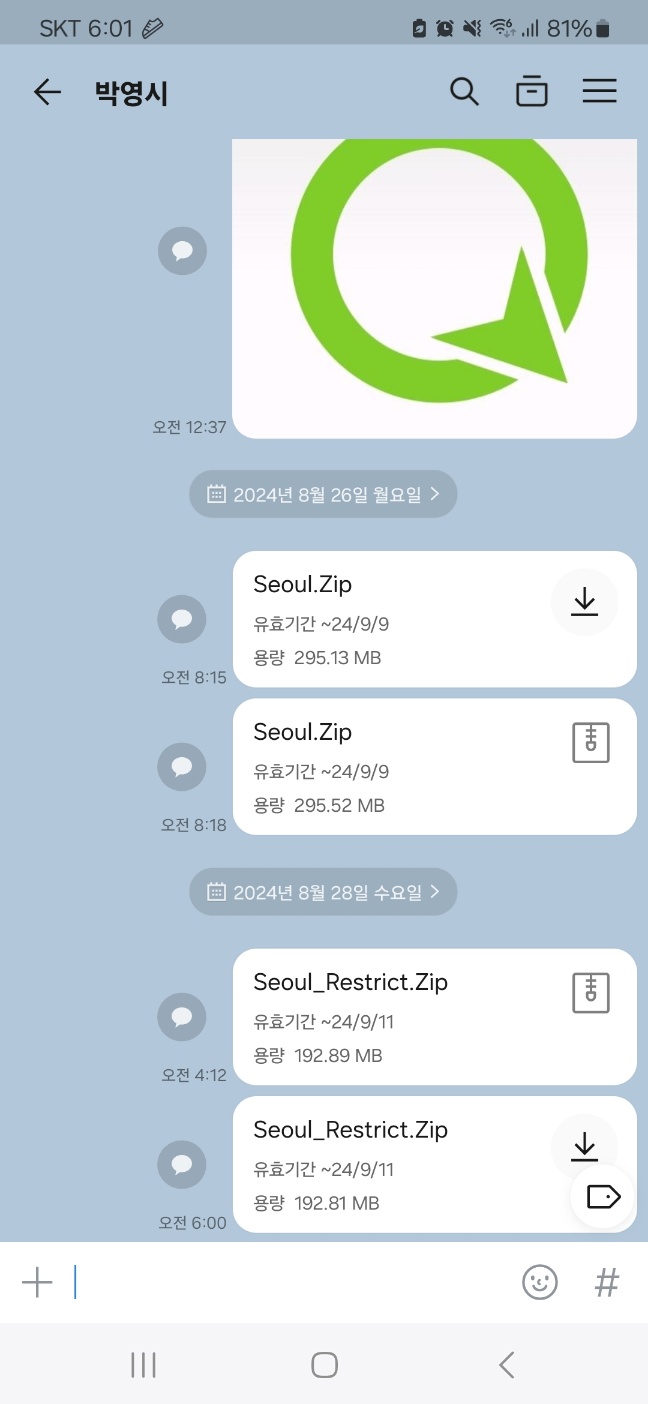 SKT 6:01
81%
박영시
오전 12:37
2024년 8월 26일 월요일
Seoul.Zip
유효기간 ~24/9/9
용량 295.13 MB
오전 8:15
Seoul.Zip
유효기간 ~24/9/9
용량 295.52 MB
오전 8:18
2024년 8월 28일 수요일
Seoul_Restrict.Zip
유효기간 ~24/9/11
용량 192.89 MB
오전 4:12
Seoul_Restrict.Zip
유효기간 ~24/9/11
용량 192.81 MB
오전 6:00
#